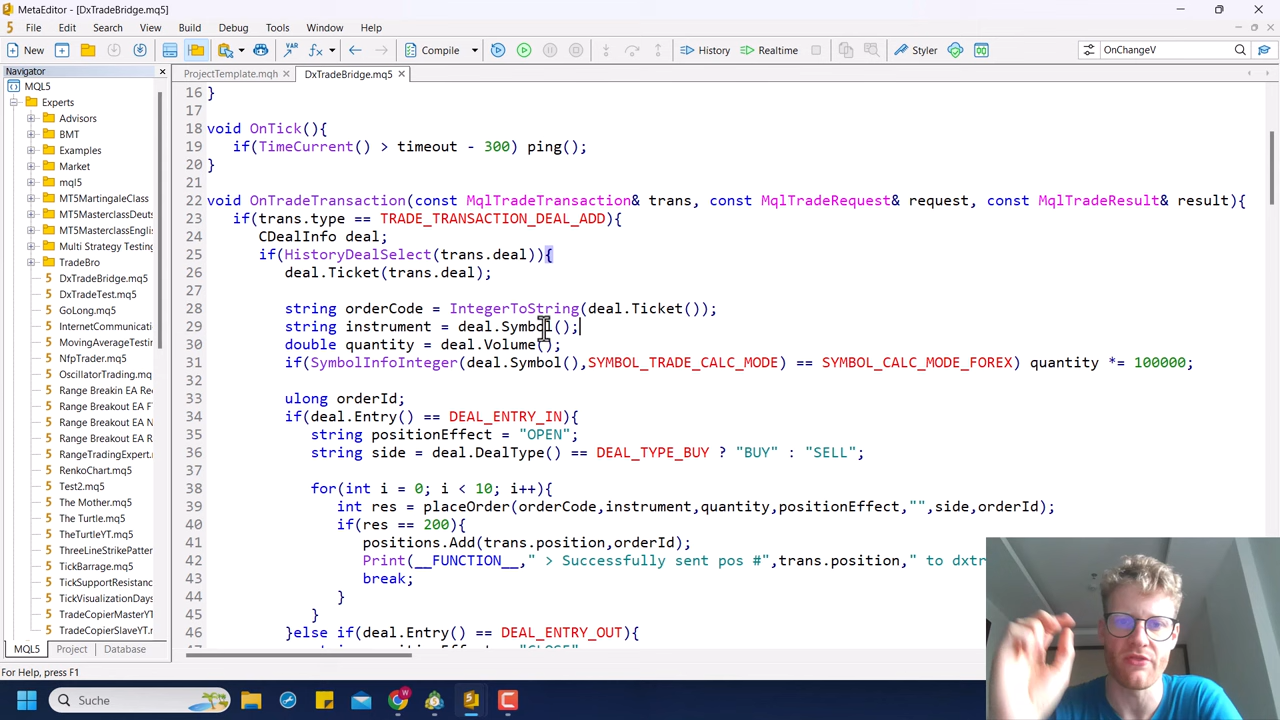 MetaEditor - [DxTradeBridge.mq5]
File Edit Search View Build Debug Tools Window Help
New Compile History Realtime Styler OnChangeV
Navigator
ProjectTemplate.mqh DxTradeBridge.mq5
MQL5
Experts
Advisors
BMT
Examples
Market
mql5
MT5MartingaleClass
MT5MasterclassDeuts
MT5MasterclassEnglis
Multi Strategy Testing
TradeBro
DxTradeBridge.mq5
DxTradeTest.mq5
GoLong.mq5
InternetCommunicatio
MovingAverage.mq5
NfpTrader.mq5
OscillatorTrading.mq5
Range Breakin EA Re
Range Breakout EA F
Range Breakout EA N
Range Breakout EA Y
RangeTradingExpert.
RenkoChart.mq5
Test2.mq5
The Mother.mq5
The Turtle.mq5
TheTurtleYT.mq5
ThreeLineStrikePatter
TickBarrage.mq5
TickSupportResistanc
TickVisualizationDays
TradeCopierMasterYT
TradeCopierSlaveYT.r
MQL5 Project Database
16 }
17
18 void OnTick(){
19 if(TimeCurrent() > timeout - 300) ping();
20 }
21
22 void OnTradeTransaction(const MqlTradeTransaction& trans, const MqlTradeRequest& request, const MqlTradeResult& result){
23 if(trans.type == TRADE_TRANSACTION_DEAL_ADD){
24 CDealInfo deal;
25 if(HistoryDealSelect(trans.deal)){
26 deal.Ticket(trans.deal);
27
28 string orderCode = IntegerToString(deal.Ticket());
29 string instrument = deal.Symbol();
30 double quantity = deal.Volume();
31 if(SymbolInfoInteger(deal.Symbol(),SYMBOL_TRADE_CALC_MODE) == SYMBOL_CALC_MODE_FOREX) quantity *= 100000;
32
33 ulong orderId;
34 if(deal.Entry() == DEAL_ENTRY_IN){
35 string positionEffect = "OPEN";
36 string side = deal.DealType() == DEAL_TYPE_BUY ? "BUY" : "SELL";
37
38 for(int i = 0; i < 10; i++){
39 int res = placeOrder(orderCode,instrument,quantity,positionEffect,"",side,orderId);
40 if(res == 200){
41 positions.Add(trans.position,orderId);
42 Print(__FUNCTION__," > Successfully sent pos #",trans.position," to dxtr
43 break;
44 }
45 }
46 }else if(deal.Entry() == DEAL_ENTRY_OUT){
For Help, press F1
Suche